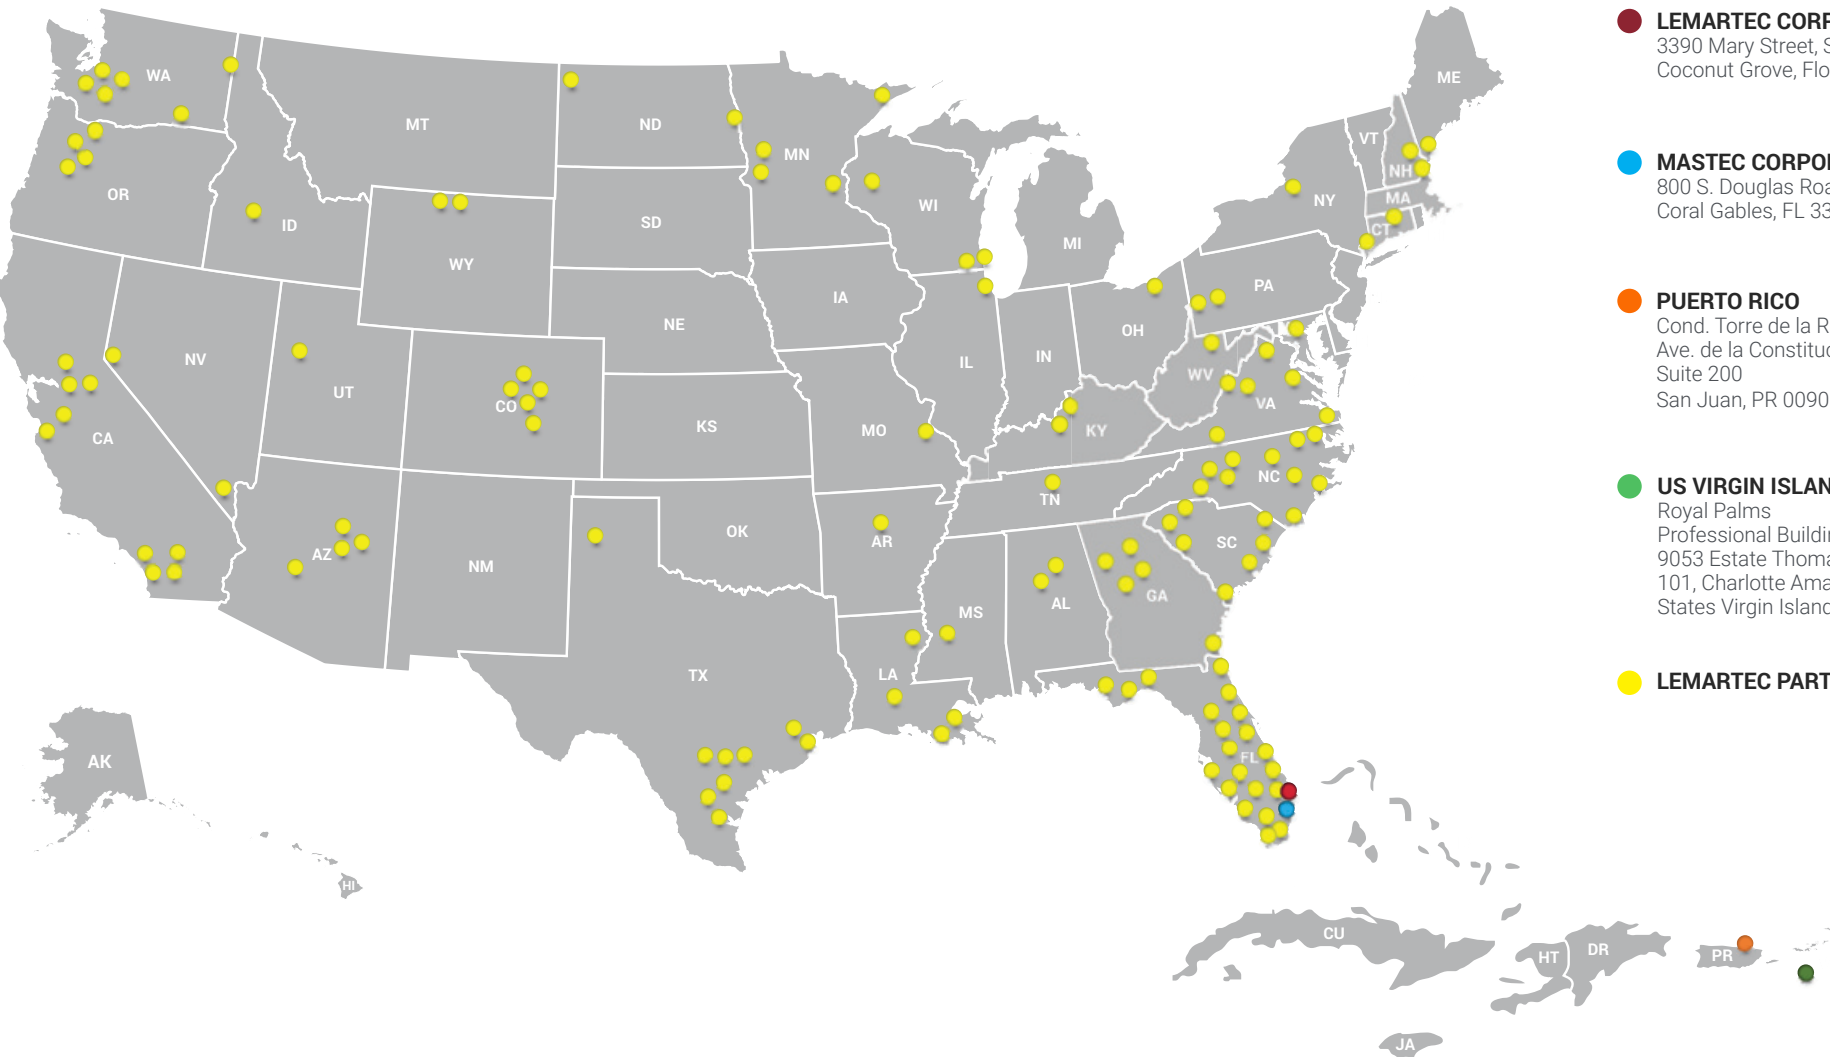 WA
MT
ND
MN
OR
ID
WY
SD
WI
MI
NY
VT
NH
ME
MA
CT
PA
IA
NE
NV
UT
CO
KS
MO
IL
IN
OH
WV
VA
KY
CA
AZ
NM
OK
AR
TN
NC
SC
TX
LA
MS
AL
GA
FL
AK
HI
CU
HT
DR
PR
JA
LEMARTEC CORP
3390 Mary Street, S
Coconut Grove, Flo
MASTEC CORPO
800 S. Douglas Roa
Coral Gables, FL 33
PUERTO RICO
Cond. Torre de la R
Ave. de la Constituc
Suite 200
San Juan, PR 0090
US VIRGIN ISLAN
Royal Palms
Professional Buildin
9053 Estate Thoma
101, Charlotte Ama
States Virgin Island
LEMARTEC PART